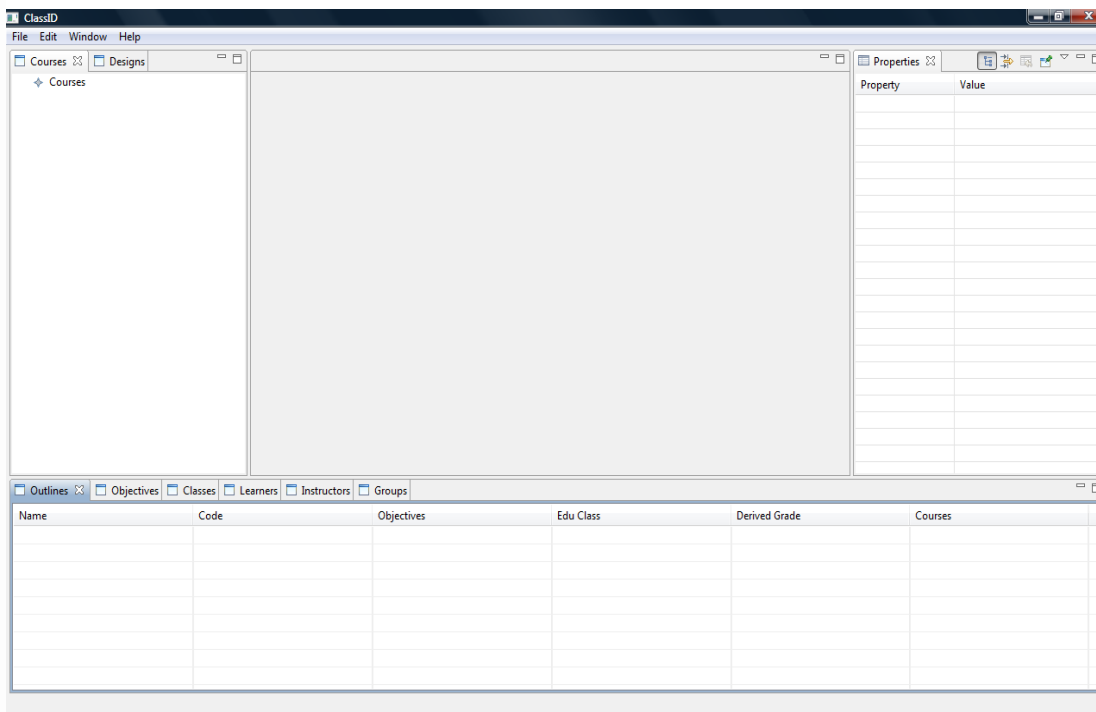 ClassID
File Edit Window Help
Courses Designs
Courses
Properties
Property Value
Outlines Objectives Classes Learners Instructors Groups
Name Code Objectives Edu Class Derived Grade Courses